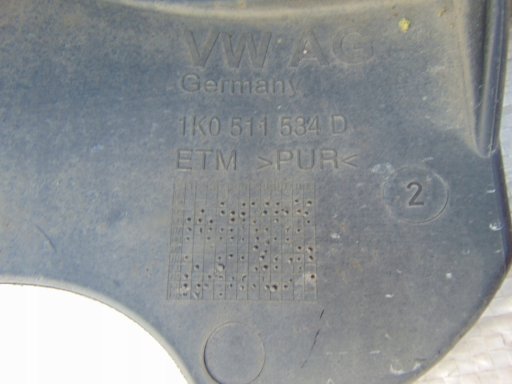 VW AG
Germany
1K0 511 534 D
ETM >PUR<
2